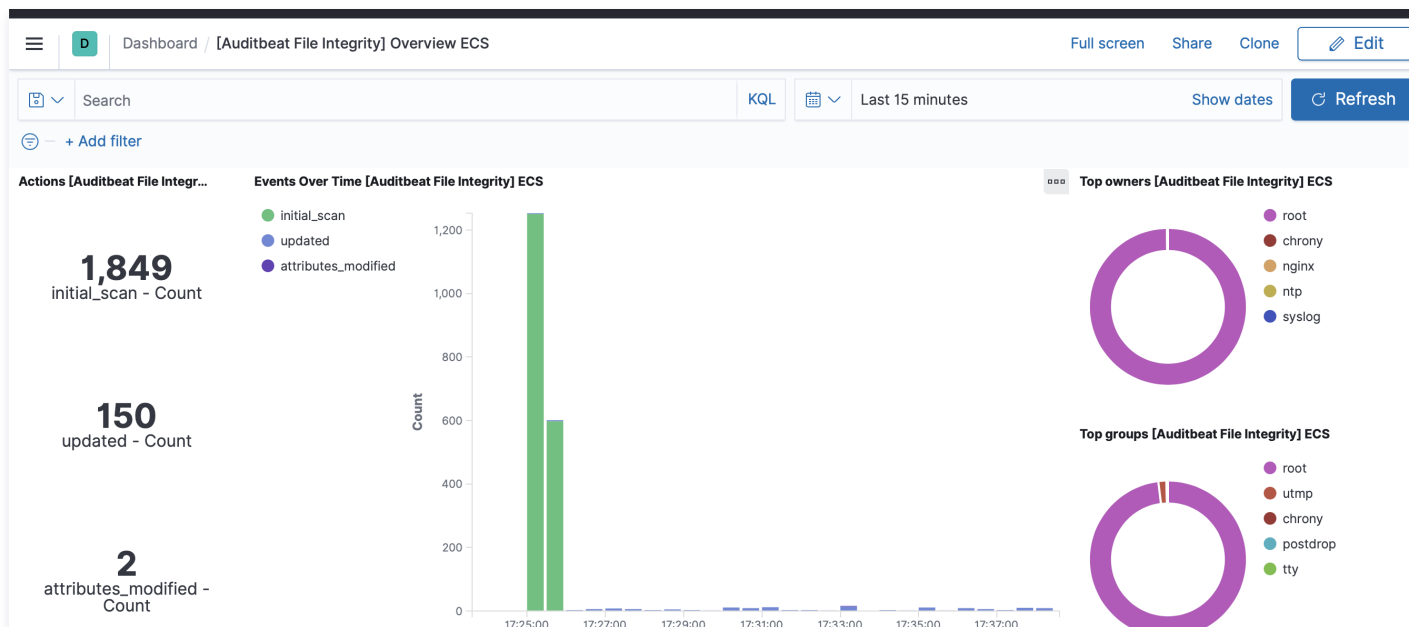 D Dashboard / [Auditbeat File Integrity] Overview ECS Full screen Share Clone Edit
Search KQL Last 15 minutes Show dates Refresh
+ Add filter
Actions [Auditbeat File Integr...
1,849
initial_scan - Count
150
updated - Count
2
attributes_modified -
Count
Events Over Time [Auditbeat File Integrity] ECS
initial_scan
updated
attributes_modified
Count
1,200
1,000
800
600
400
200
0
17:25:00 17:27:00 17:29:00 17:31:00 17:33:00 17:35:00 17:37:00
Top owners [Auditbeat File Integrity] ECS
root
chrony
nginx
ntp
syslog
Top groups [Auditbeat File Integrity] ECS
root
utmp
chrony
postdrop
tty